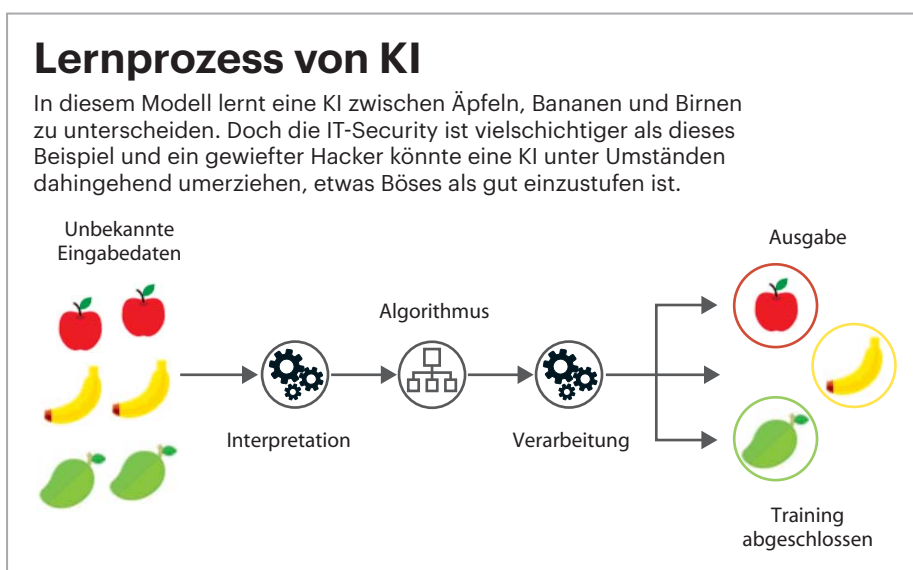 Lernprozess von KI
In diesem Modell lernt eine KI zwischen Äpfeln, Bananen und Birnen
zu unterscheiden. Doch die IT-Security ist vielschichtiger als dieses
Beispiel und ein gewiefter Hacker könnte eine KI unter Umständen
dahingehend umerziehen, etwas Böses als gut einzustufen ist.
Unbekannte
Eingabedaten
Interpretation
Algorithmus
Verarbeitung
Ausgabe
Training
abgeschlossen